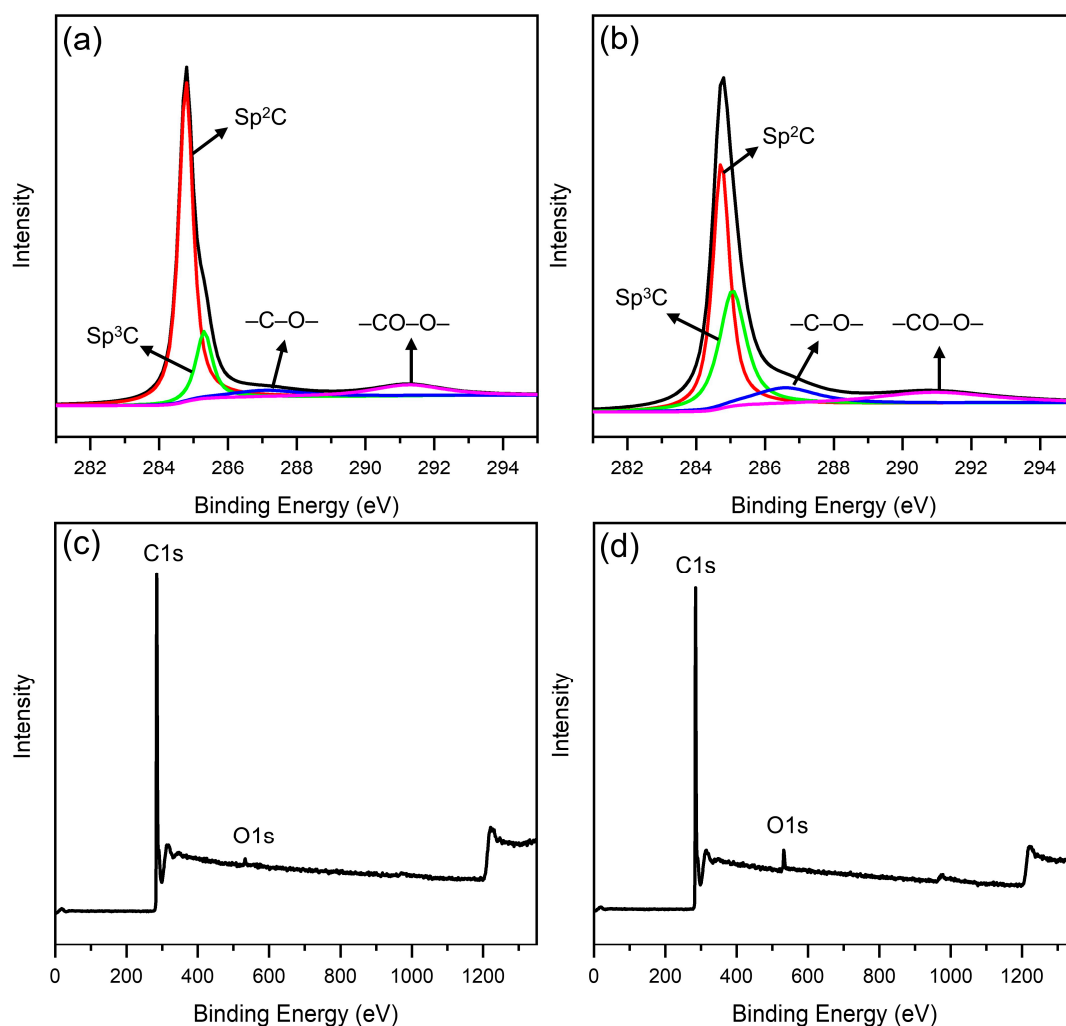 (a)
Sp²C
Sp³C
–C–O–
–CO–O–
Intensity
282 284 286 288 290 292 294
Binding Energy (eV)
(b)
Sp²C
Sp³C
–C–O–
–CO–O–
Intensity
282 284 286 288 290 292 294
Binding Energy (eV)
(c)
C1s
O1s
Intensity
0 200 400 600 800 1000 1200
Binding Energy (eV)
(d)
C1s
O1s
Intensity
0 200 400 600 800 1000 1200
Binding Energy (eV)